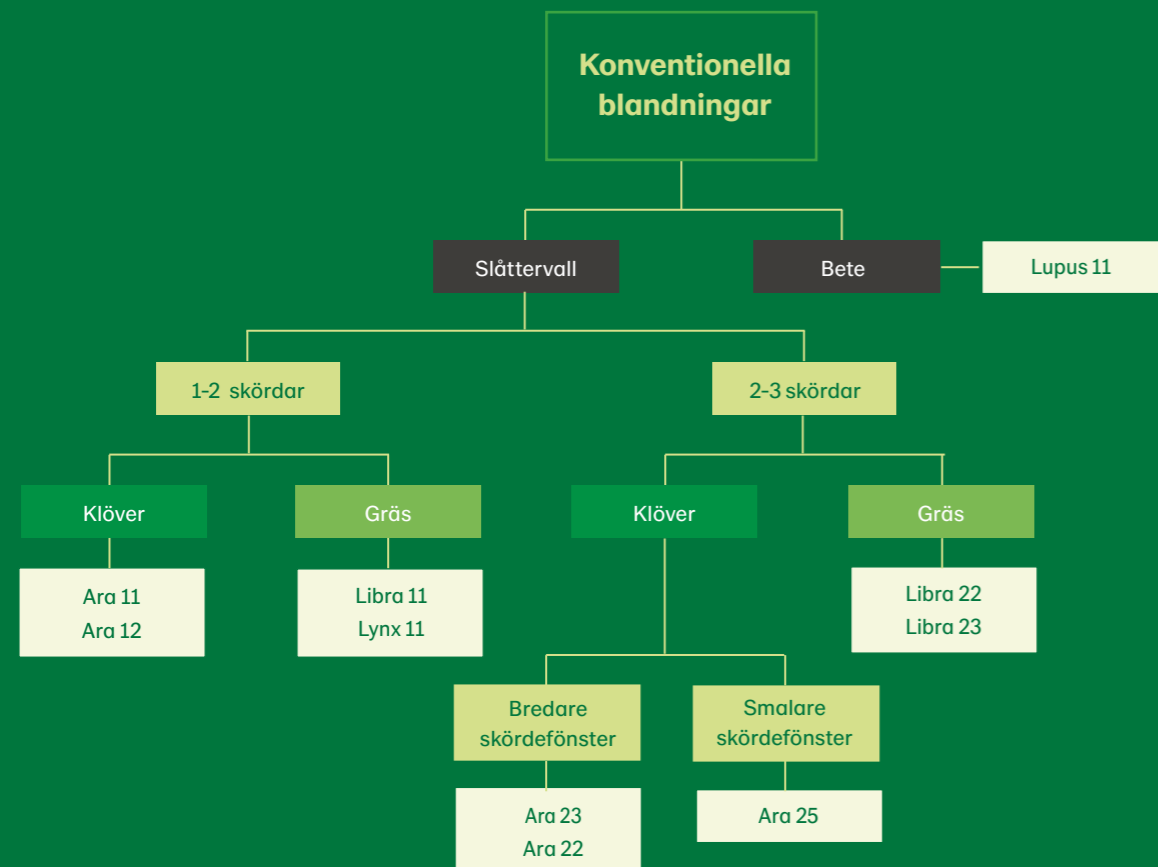 Konventionella
blandningar
Slåttervall
Bete
Lupus 11
1-2 skördar
2-3 skördar
Klöver
Gräs
Klöver
Gräs
Ara 11
Ara 12
Libra 11
Lynx 11
Libra 22
Libra 23
Bredare
skördefönster
Smalare
skördefönster
Ara 23
Ara 22
Ara 25